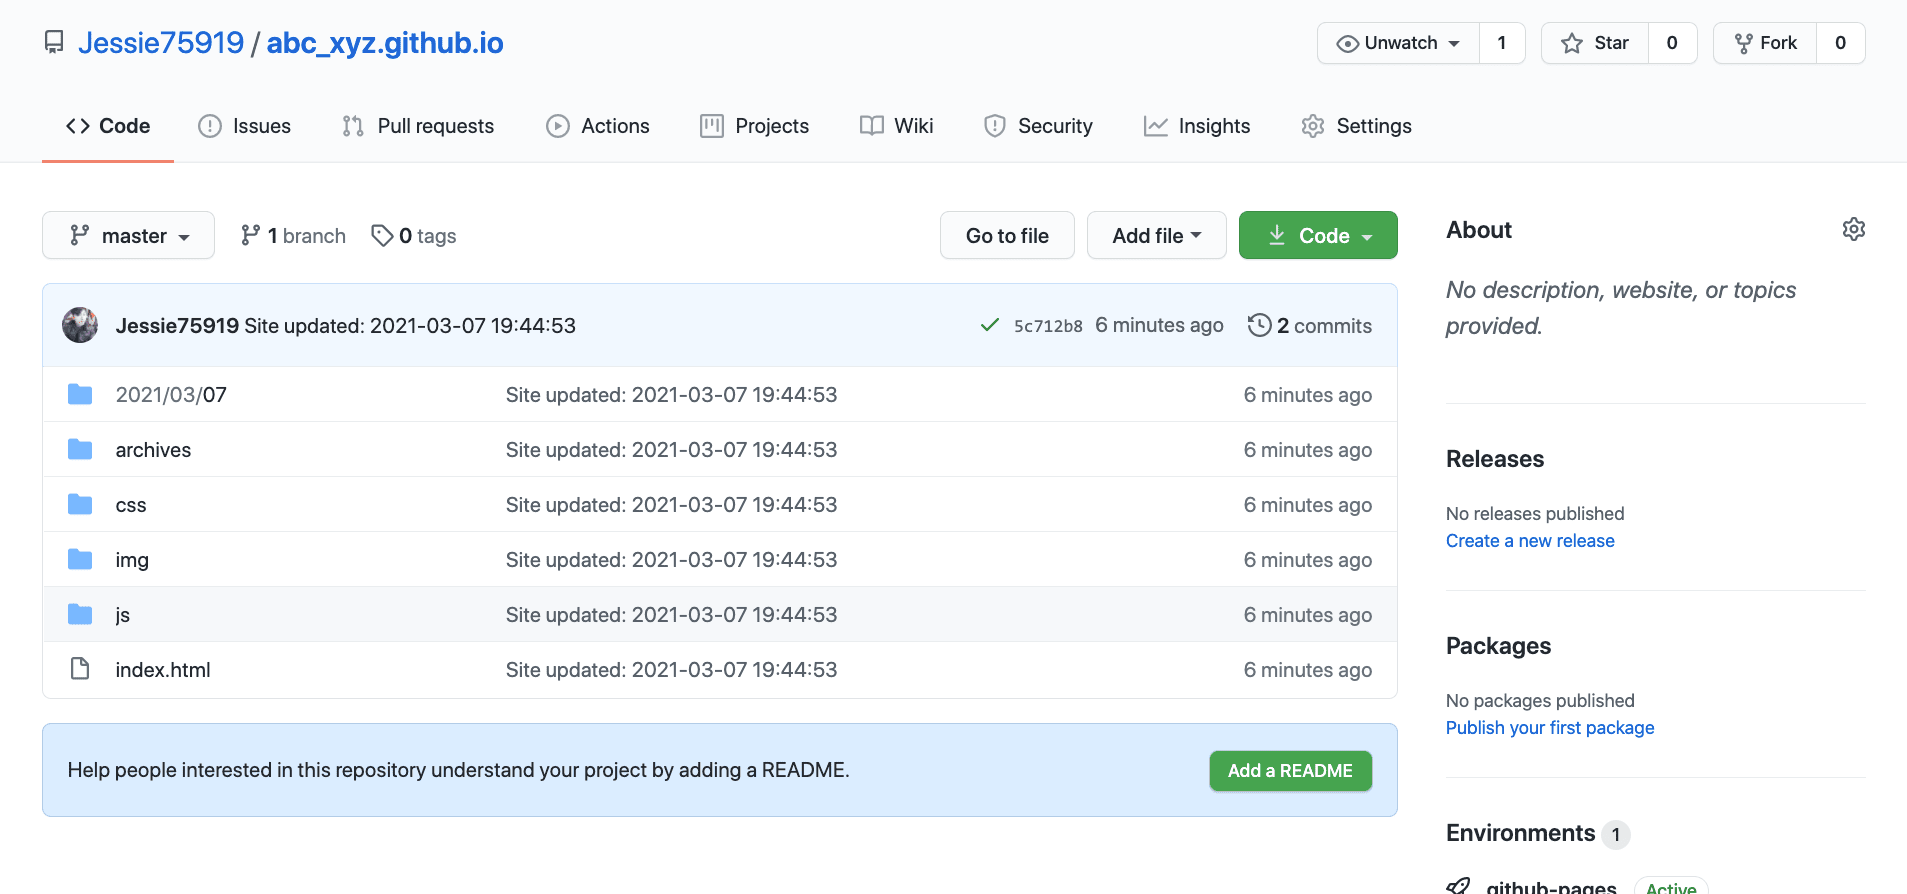 Jessie75919 / abc_xyz.github.io
Unwatch 1 Star 0 Fork 0
Code Issues Pull requests Actions Projects Wiki Security Insights Settings
master 1 branch 0 tags Go to file Add file Code
Jessie75919 Site updated: 2021-03-07 19:44:53 5c712b8 6 minutes ago 2 commits
2021/03/07 Site updated: 2021-03-07 19:44:53 6 minutes ago
archives Site updated: 2021-03-07 19:44:53 6 minutes ago
css Site updated: 2021-03-07 19:44:53 6 minutes ago
img Site updated: 2021-03-07 19:44:53 6 minutes ago
js Site updated: 2021-03-07 19:44:53 6 minutes ago
index.html Site updated: 2021-03-07 19:44:53 6 minutes ago
Help people interested in this repository understand your project by adding a README. Add a README
About
No description, website, or topics
provided.
Releases
No releases published
Create a new release
Packages
No packages published
Publish your first package
Environments 1
github-pages Active